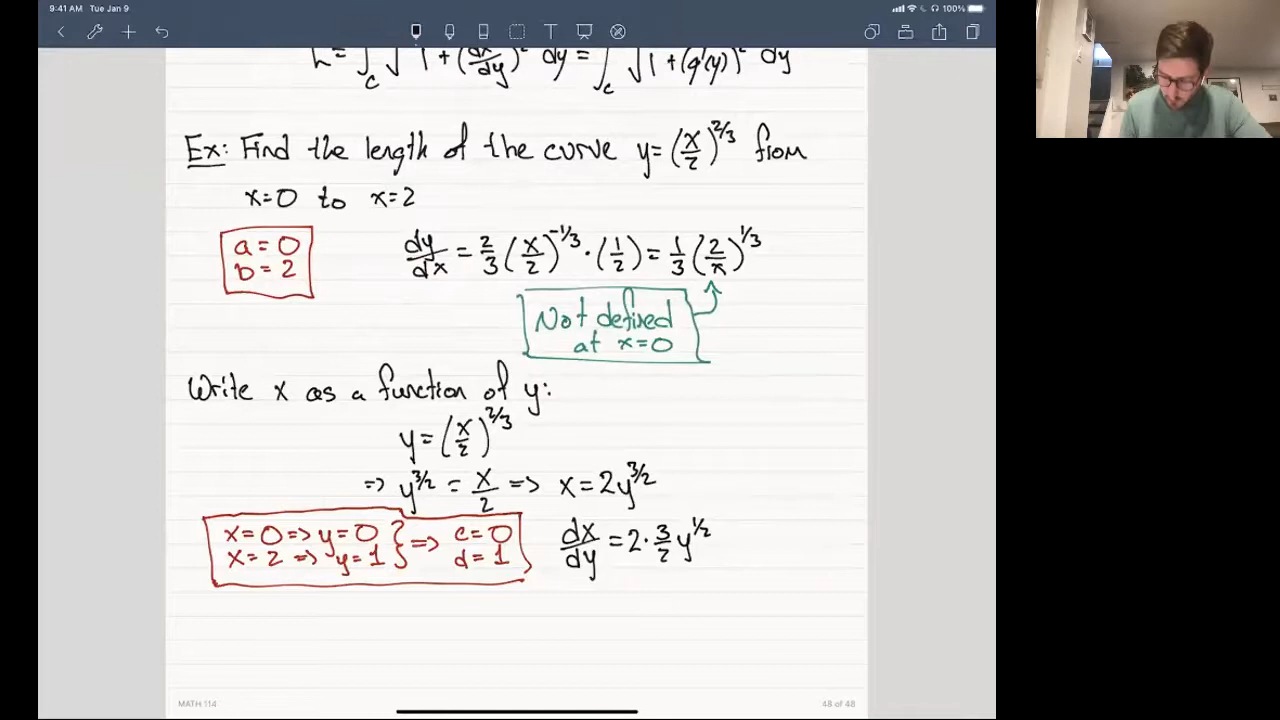 9:41 AM Tue Jan 9
100%
L = ∫_c √1 + (dx/dy)² dy = ∫_c √1 + (g'(y))² dy
Ex: Find the length of the curve y = (x/2)^2/3 from
x=0 to x=2
a = 0
b = 2
dy/dx = 2/3 (x/2)^-1/3 · (1/2) = 1/3 (2/x)^1/3
Not defined
at x=0
Write x as a function of y:
y = (x/2)^2/3
=> y^3/2 = x/2 => x = 2y^3/2
x=0 => y=0 } => c = 0
x=2 => y=1 } d = 1
dx/dy = 2 · 3/2 y^1/2
MATH 114
48 of 48